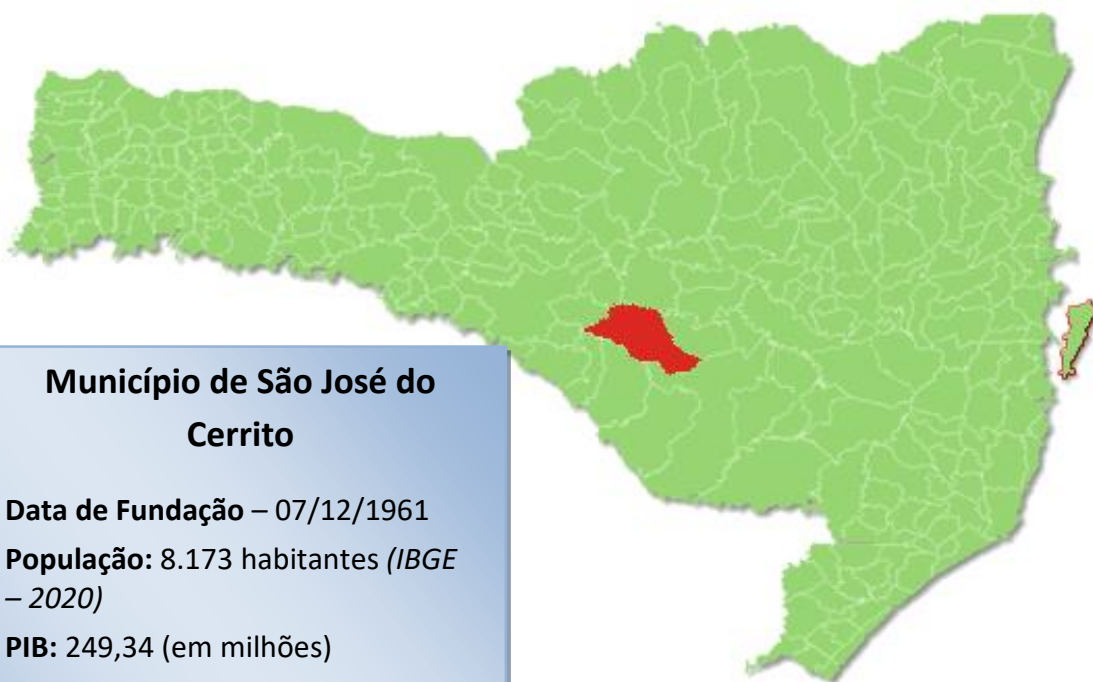 Município de São José do
Cerrito
Data de Fundação – 07/12/1961
População: 8.173 habitantes (IBGE
– 2020)
PIB: 249,34 (em milhões)